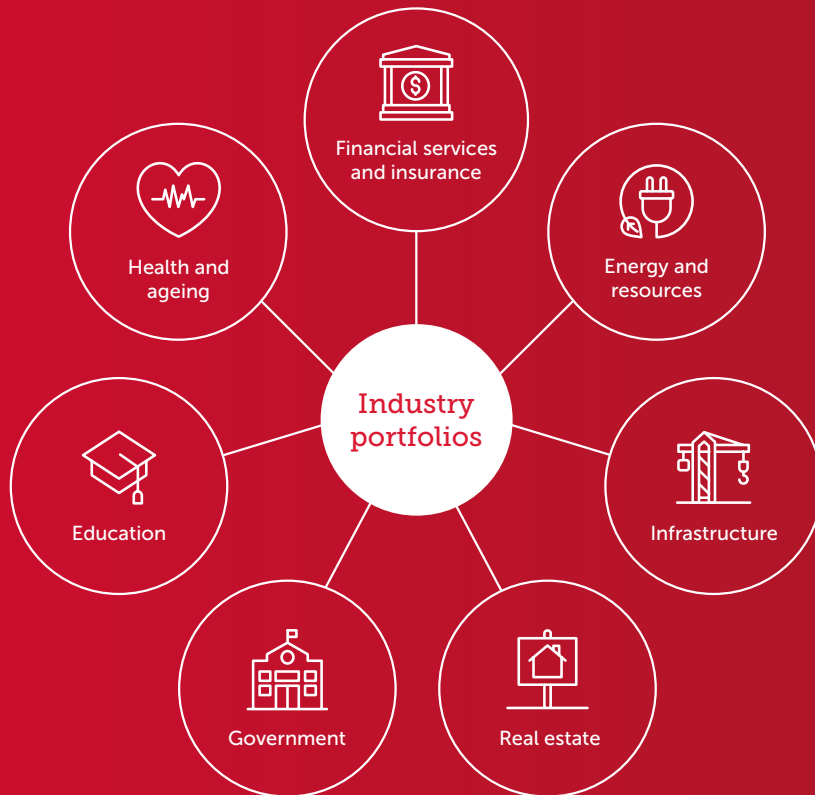 Financial services
and insurance
Health and
ageing
Energy and
resources
Industry
portfolios
Education
Infrastructure
Government
Real estate
$